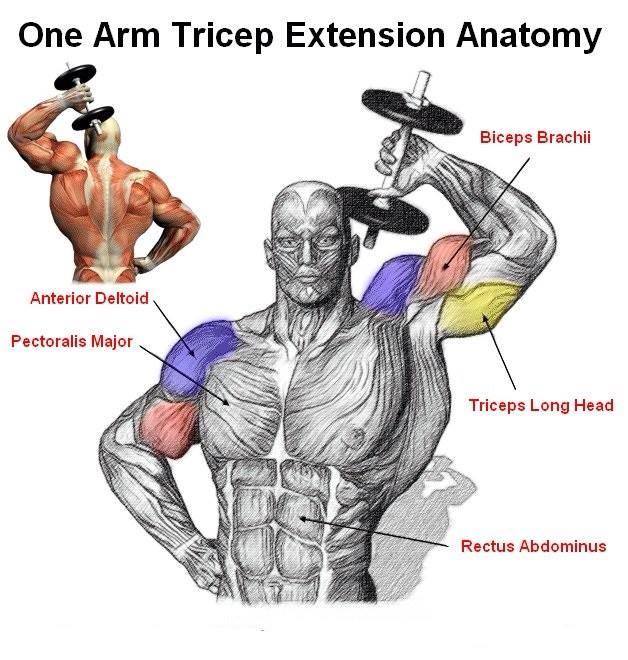 One Arm Tricep Extension Anatomy
Biceps Brachii
Anterior Deltoid
Pectoralis Major
Triceps Long Head
Rectus Abdominus